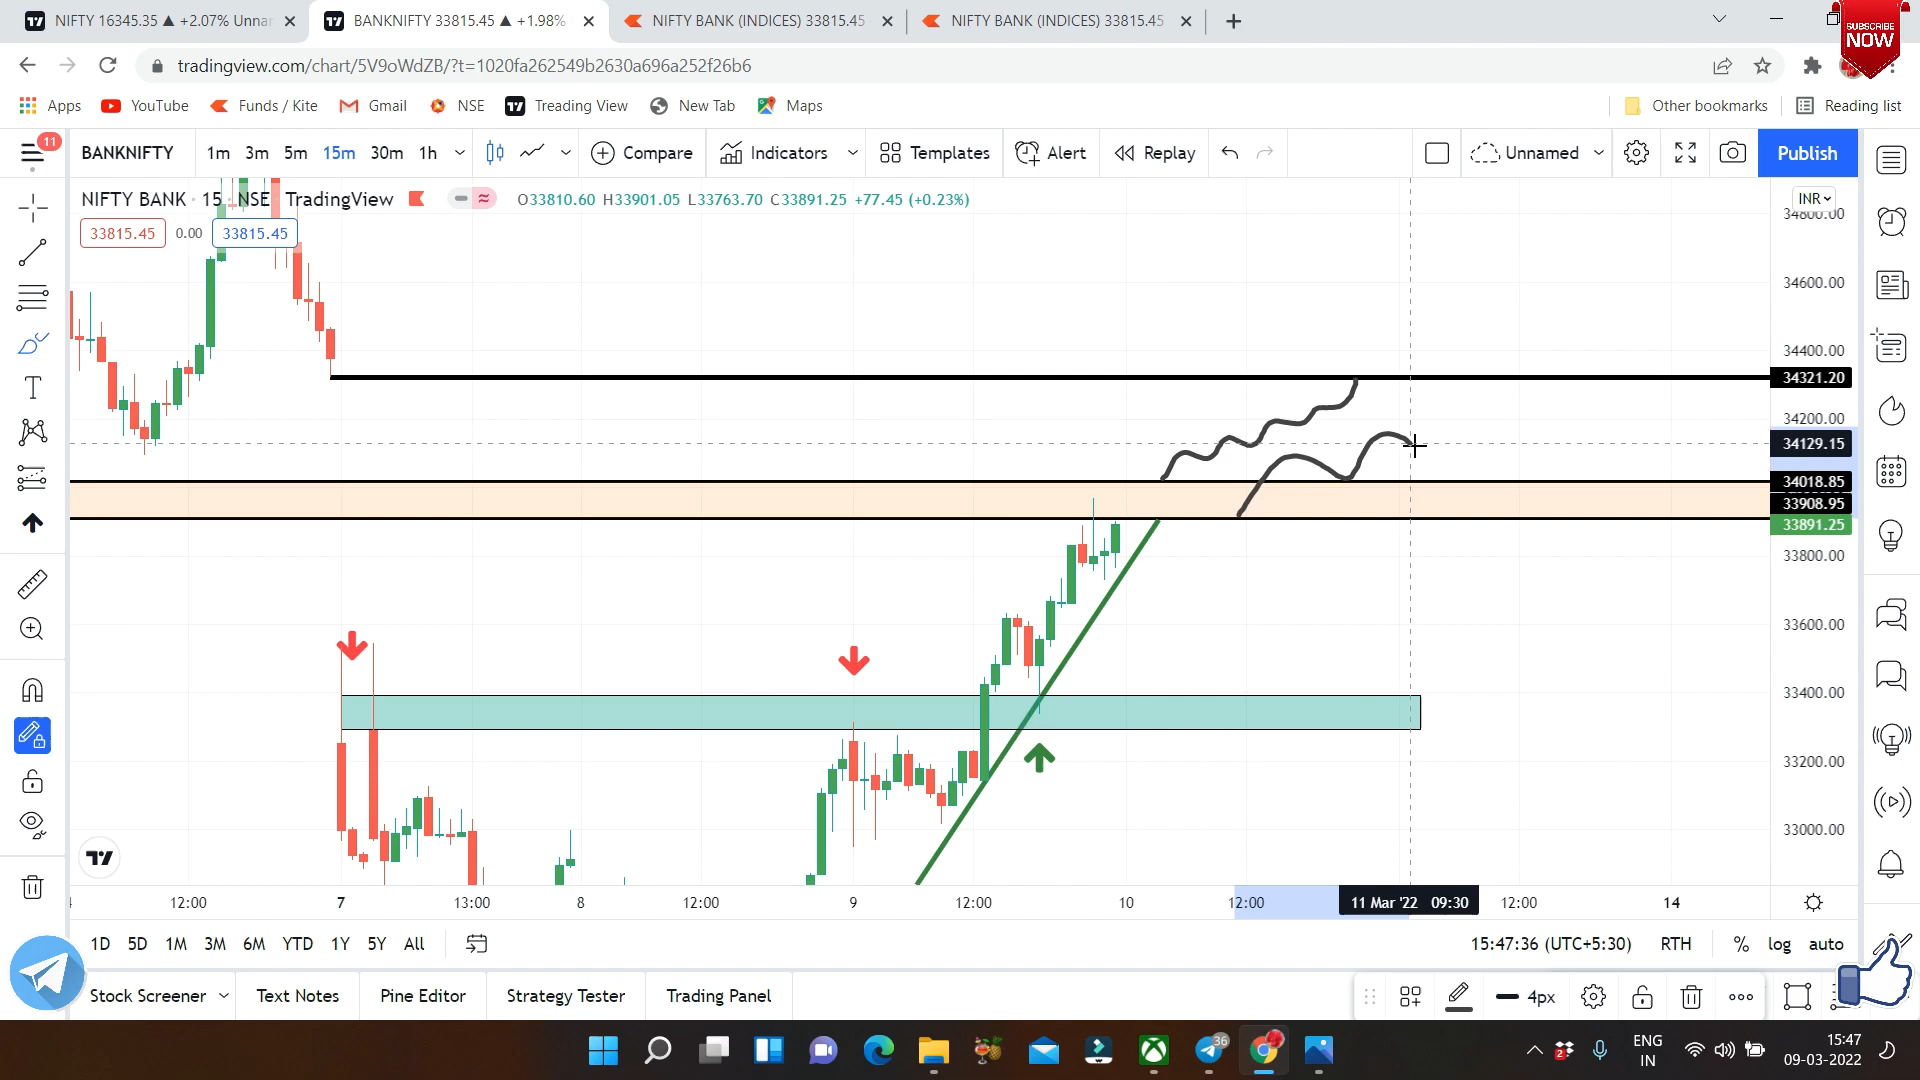 NIFTY 16345.35 ▲ +2.07% Unnar
BANKNIFTY 33815.45 ▲ +1.98%
NIFTY BANK (INDICES) 33815.45
NIFTY BANK (INDICES) 33815.45
SUBSCRIBE
NOW
tradingview.com/chart/5V9oWdZB/?t=1020fa262549b2630a696a252f26b6
Apps YouTube Funds / Kite Gmail NSE Treading View New Tab Maps Other bookmarks Reading list
11
BANKNIFTY 1m 3m 5m 15m 30m 1h Compare Indicators Templates Alert Replay Unnamed Publish
NIFTY BANK · 15 · NSE TradingView O33810.60 H33901.05 L33763.70 C33891.25 +77.45 (+0.23%)
INR
33815.45 0.00 33815.45
34800.00
34600.00
34400.00
34321.20
34200.00
34129.15
34018.85
33908.95
33891.25
33800.00
33600.00
33400.00
33200.00
33000.00
12:00 7 13:00 8 12:00 9 12:00 10 12:00 11 Mar '22 09:30 12:00 14
1D 5D 1M 3M 6M YTD 1Y 5Y All 15:47:36 (UTC+5:30) RTH % log auto
Stock Screener Text Notes Pine Editor Strategy Tester Trading Panel 4px
36
2
ENG
IN
15:47
09-03-2022